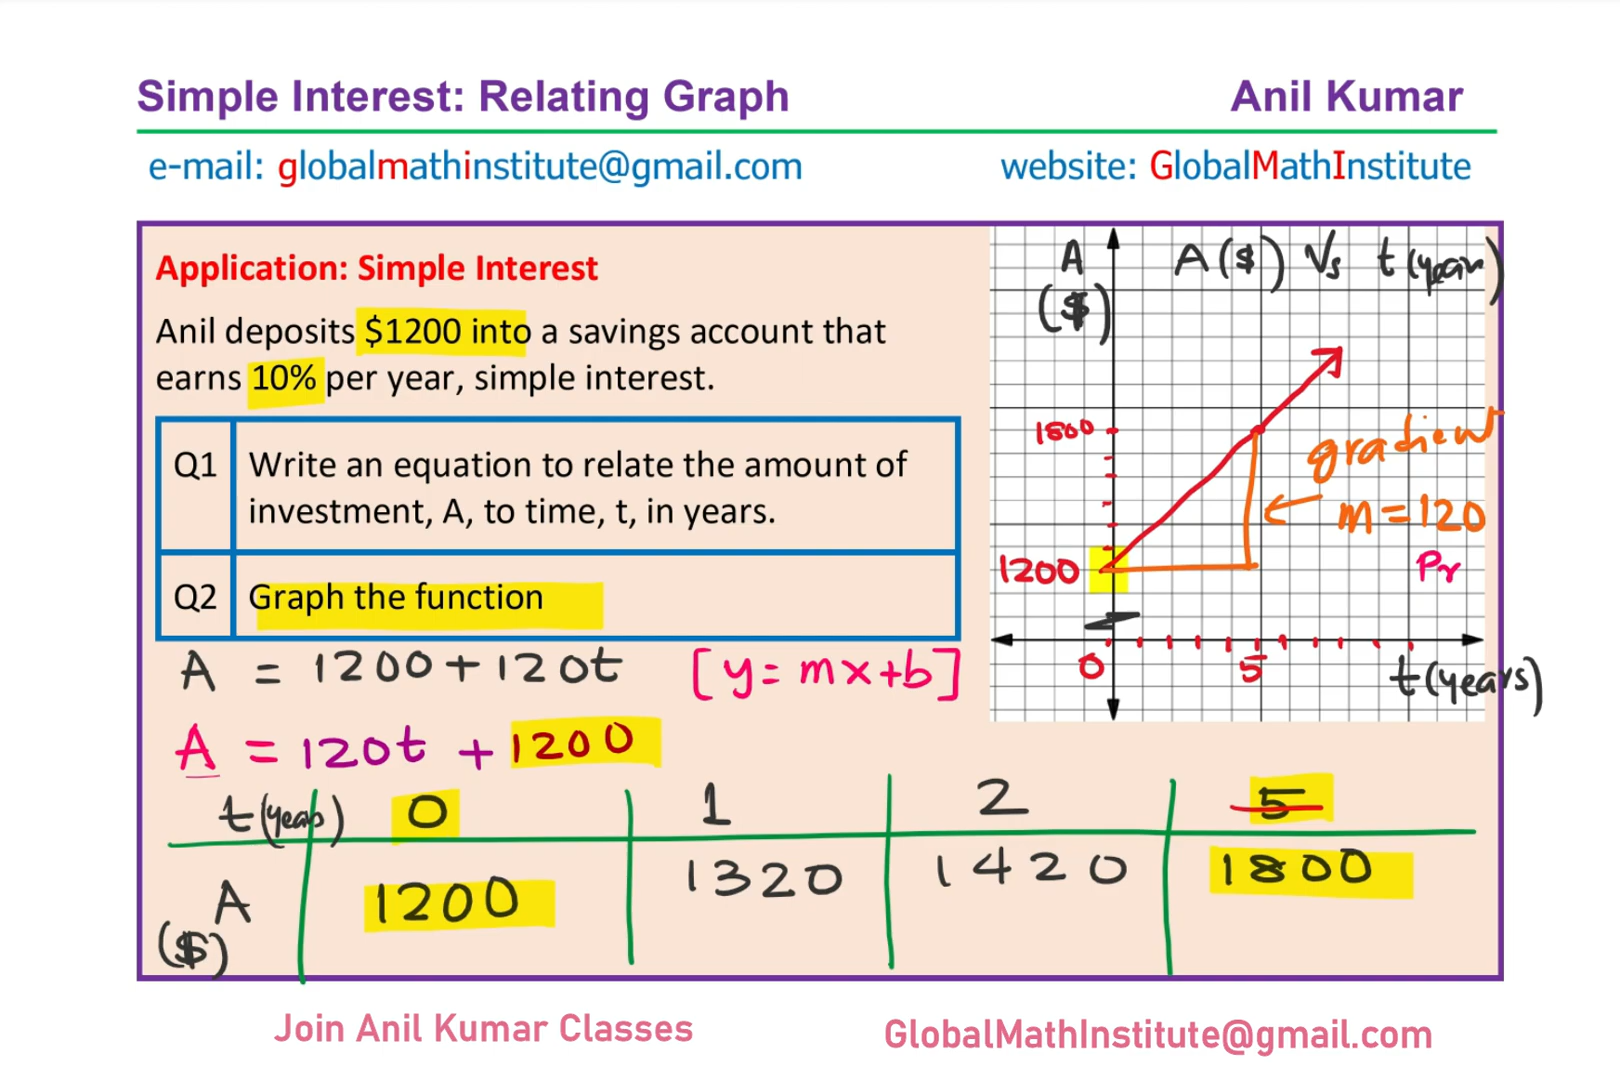 Simple Interest: Relating Graph Anil Kumar
e-mail: globalmathinstitute@gmail.com website: GlobalMathInstitute
Application: Simple Interest
Anil deposits $1200 into a savings account that
earns 10% per year, simple interest.
Q1 Write an equation to relate the amount of
investment, A, to time, t, in years.
Q2 Graph the function
A = 1200 + 120t [y = mx+b]
A = 120t + 1200
A ($) A($) Vs t (year)
1800
gradient
m = 120
1200 Pr
0 5 t (years)
t (year) 0 1 2 5
A ($) 1200 1320 1420 1800
Join Anil Kumar Classes GlobalMathInstitute@gmail.com